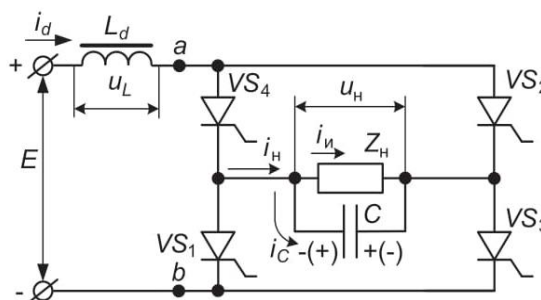 i_d
L_d
a
+
u_L
VS_4
u_н
VS_2
E
i_н
i_и
Z_н
VS_1
i_C
-(+)
C
+(-)
VS_3
-
b